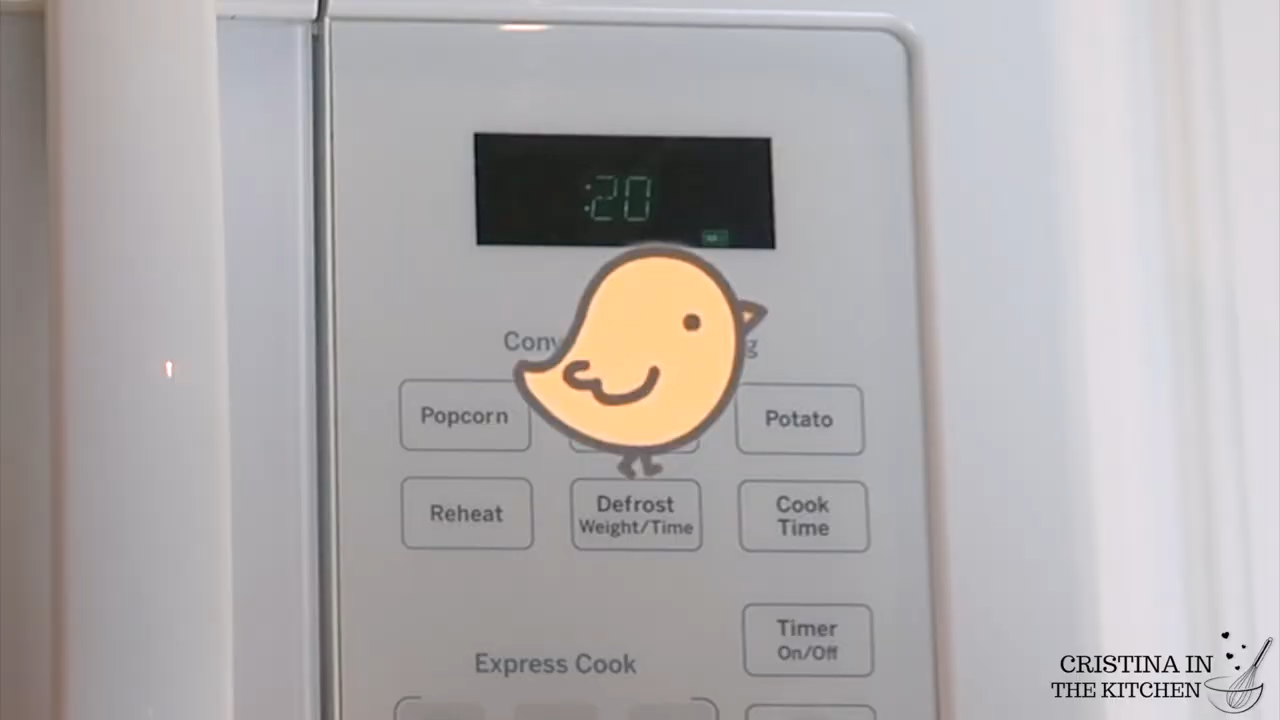 :20
Popcorn
Potato
Reheat
Defrost
Weight/Time
Cook
Time
Timer
On/Off
Express Cook
CRISTINA IN
THE KITCHEN